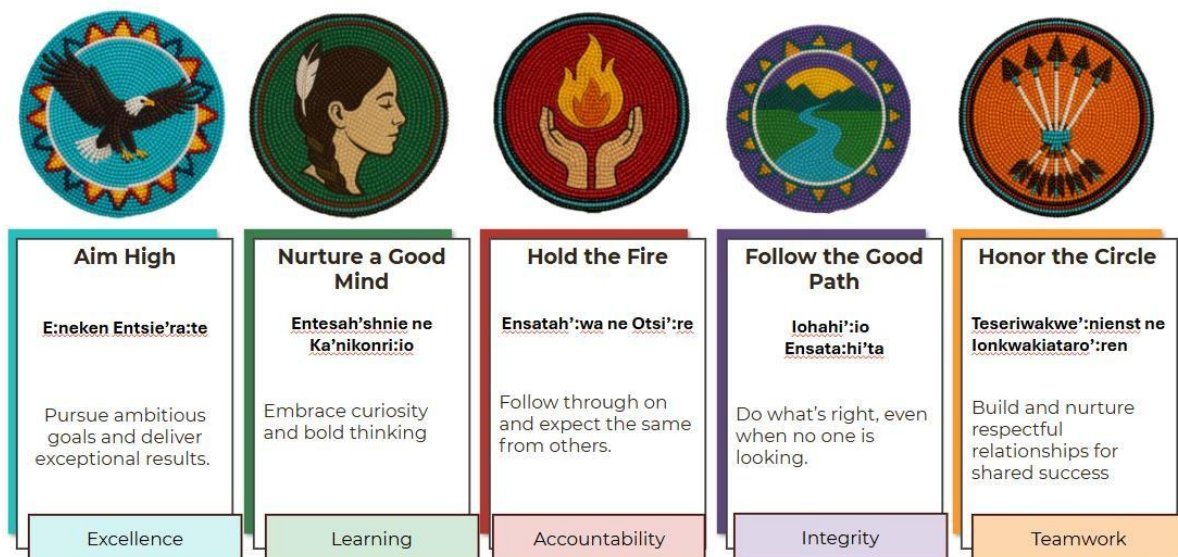 Aim High
E:neken Entsie'ra:te
Pursue ambitious
goals and deliver
exceptional results.
Excellence
Nurture a Good
Mind
Entesah'shnie ne
Ka'nikonri:io
Embrace curiosity
and bold thinking
Learning
Hold the Fire
Ensatah':wa ne Otsi':re
Follow through on
and expect the same
from others.
Accountability
Follow the Good
Path
Iohahi':io
Ensata:hi'ta
Do what's right, even
when no one is
looking.
Integrity
Honor the Circle
Teseriwakwe':nienst ne
Ionkwakiataro':ren
Build and nurture
respectful
relationships for
shared success
Teamwork